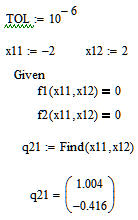 TOL := 10^-6
x11 := -2 x12 := 2
Given
f1(x11,x12) = 0
f2(x11,x12) = 0
q21 := Find(x11,x12)
q21 = (1.004
-0.416)